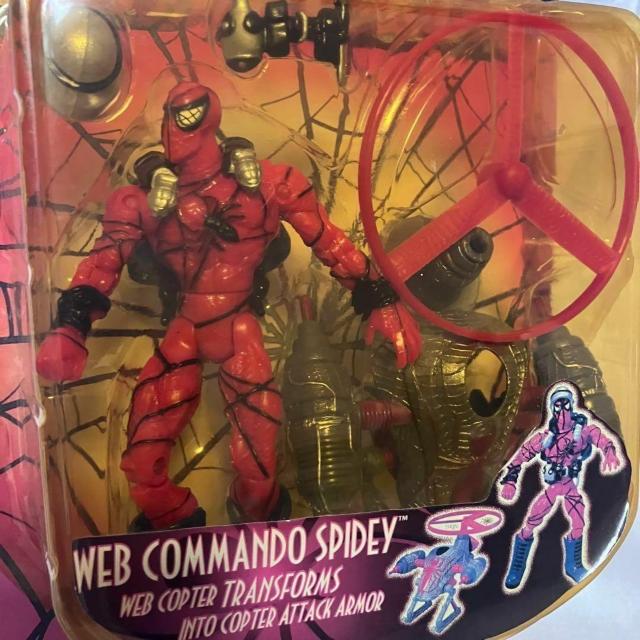 WEB COMMANDO SPIDEY™
WEB COPTER TRANSFORMS
INTO COPTER ATTACK ARMOR